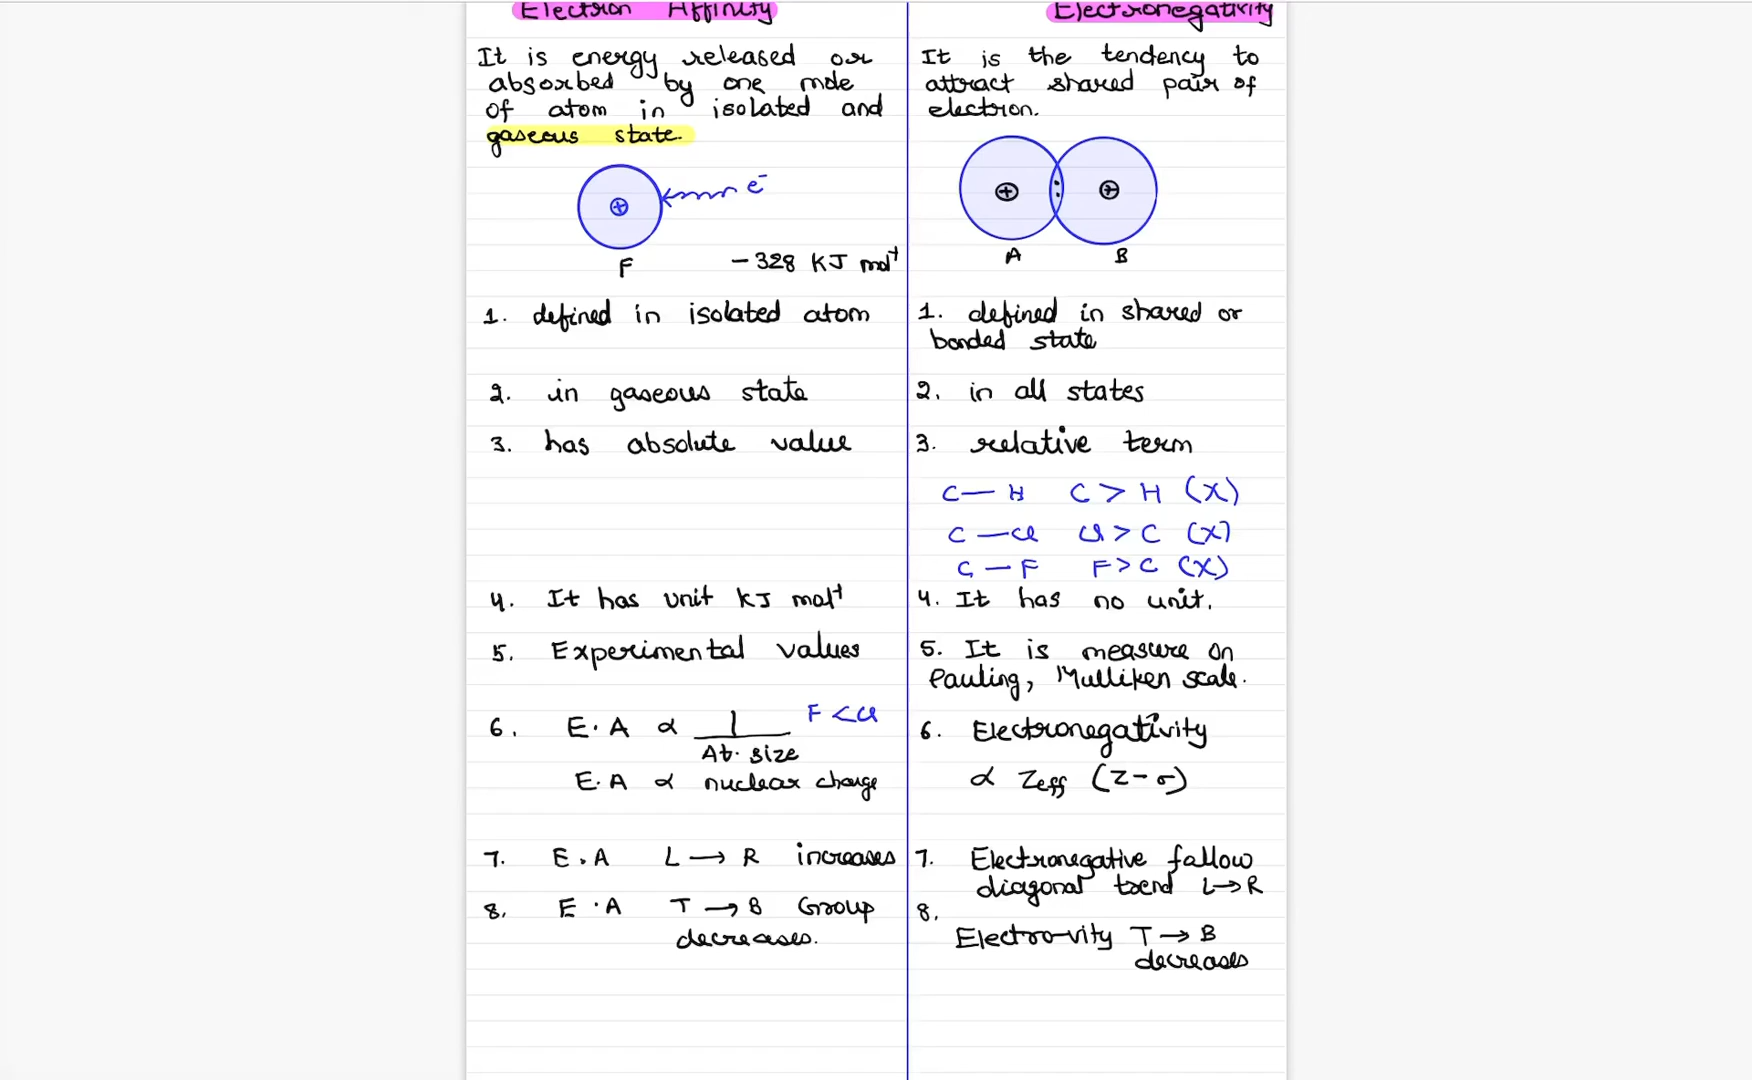 Electron Affinity
It is energy released or
absorbed by one mole
of atom in isolated and
gaseous state.
e⁻
F
-328 KJ mol⁻¹
1. defined in isolated atom
2. in gaseous state
3. has absolute value
4. It has unit KJ mol⁻¹
5. Experimental values
6. E.A ∝ 1 / At. size F < Cl
E.A ∝ nuclear charge
7. E.A L → R increases
8. E.A T → B Group
decreases.
Electronegativity
It is the tendency to
attract shared pair of
electron.
A B
1. defined in shared or
bonded state
2. in all states
3. relative term
C — H C > H (X)
C — Cl Cl > C (X)
C — F F > C (X)
4. It has no unit.
5. It is measure on
Pauling, Mulliken scale.
6. Electronegativity
∝ Zeff (Z - σ)
7. Electronegative fallow
diagonal trend L → R
8.
Electro-vity T → B
decreases